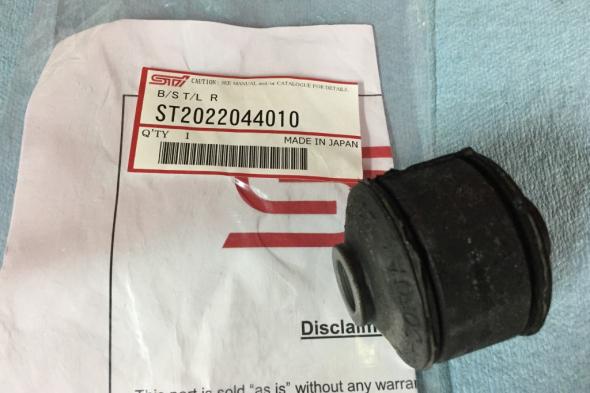 STI CAUTION: SEE MANUAL and/or CATALOGUE FOR DETAILS.
B/S T/L R
ST2022044010
Q'TY 1 MADE IN JAPAN
Disclaim
This part is sold "as is" without any warran